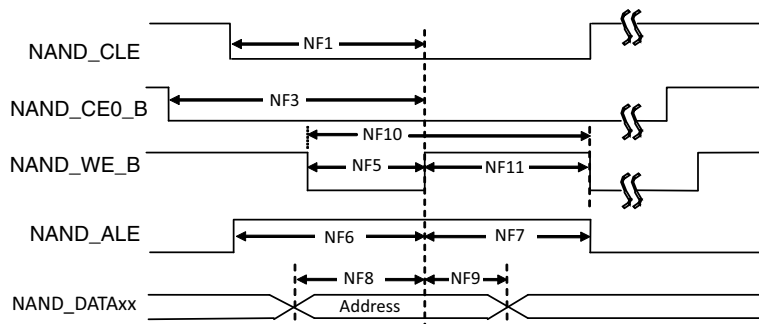 NF1
NAND_CLE
NAND_CE0_B
NF3
NF10
NAND_WE_B
NF5
NF11
NAND_ALE
NF6
NF7
NF8
NF9
NAND_DATAxx
Address